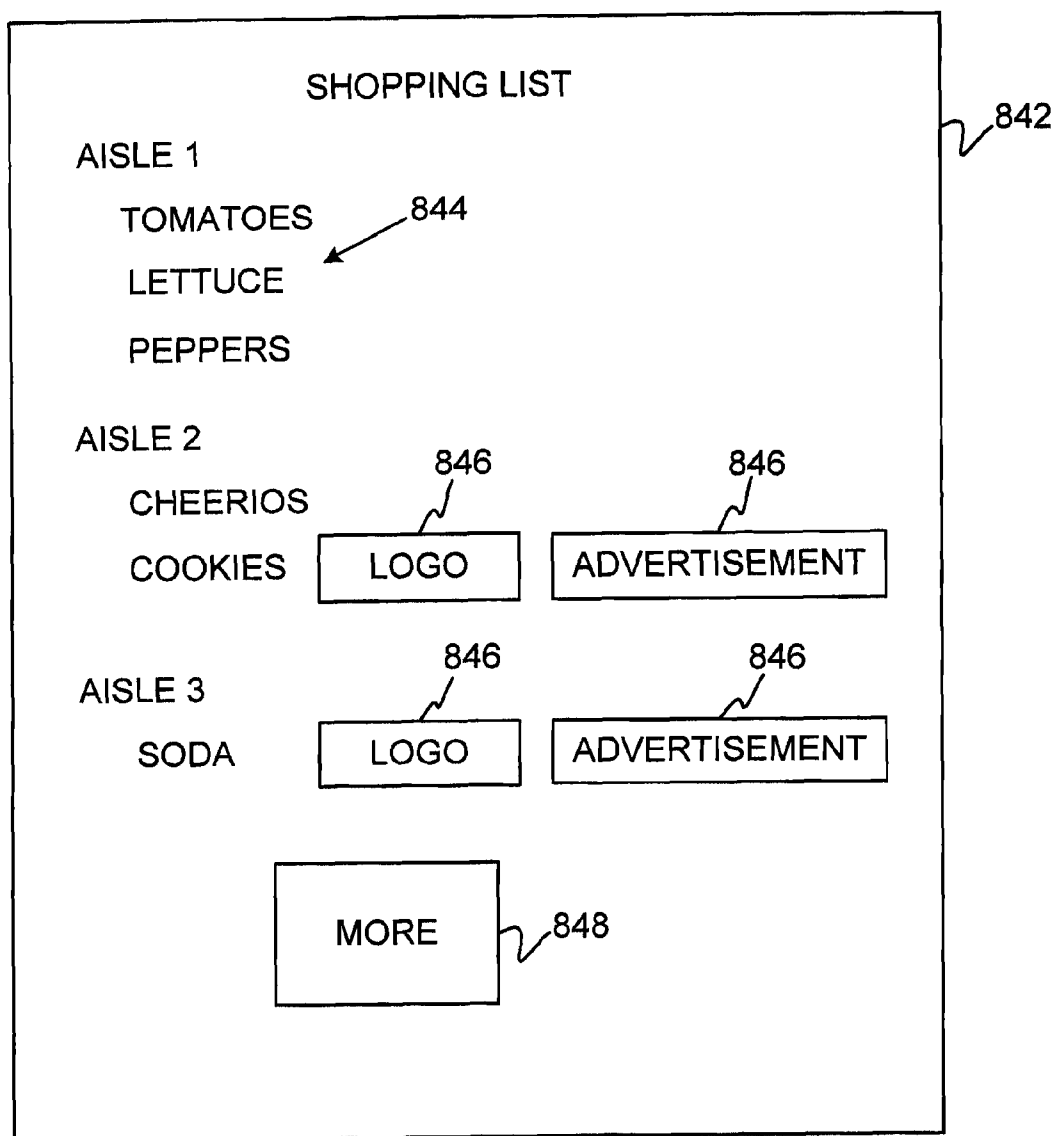 SHOPPING LIST
842
AISLE 1
TOMATOES
844
LETTUCE
PEPPERS
AISLE 2
846 846
CHEERIOS
COOKIES LOGO ADVERTISEMENT
846 846
AISLE 3
SODA LOGO ADVERTISEMENT
MORE
848